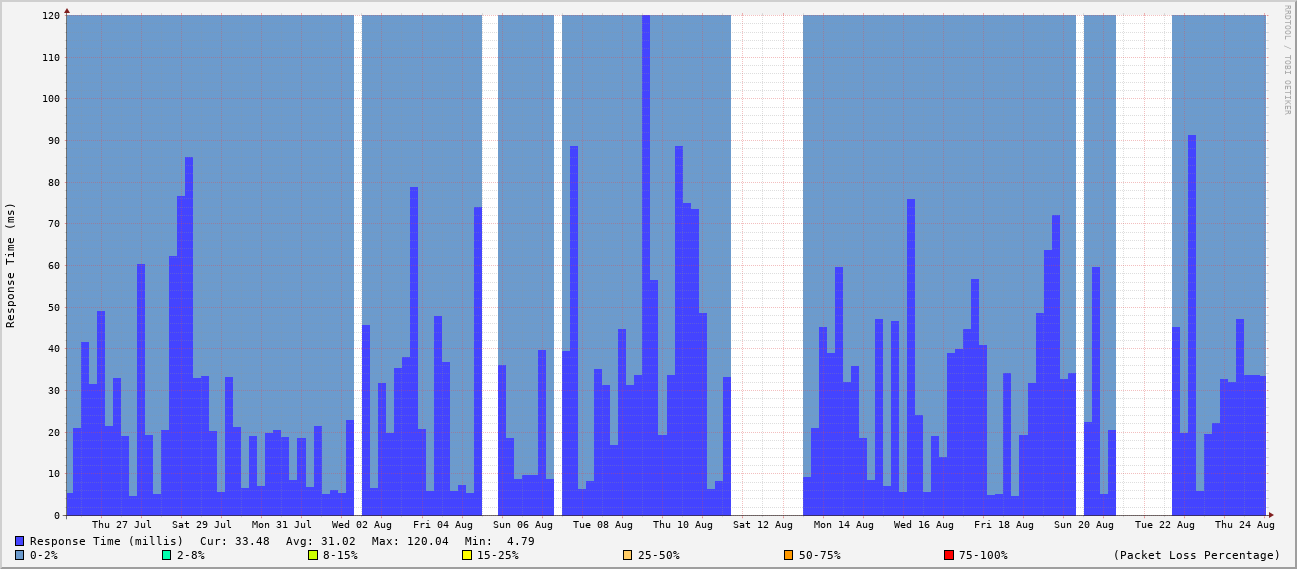 120
110
100
90
80
70
60
50
40
30
20
10
0
Response Time (ms)
RRDTOOL / TOBI OETIKER
Thu 27 Jul Sat 29 Jul Mon 31 Jul Wed 02 Aug Fri 04 Aug Sun 06 Aug Tue 08 Aug Thu 10 Aug Sat 12 Aug Mon 14 Aug Wed 16 Aug Fri 18 Aug Sun 20 Aug Tue 22 Aug Thu 24 Aug
Response Time (millis) Cur: 33.48 Avg: 31.02 Max: 120.04 Min: 4.79
0-2% 2-8% 8-15% 15-25% 25-50% 50-75% 75-100% (Packet Loss Percentage)